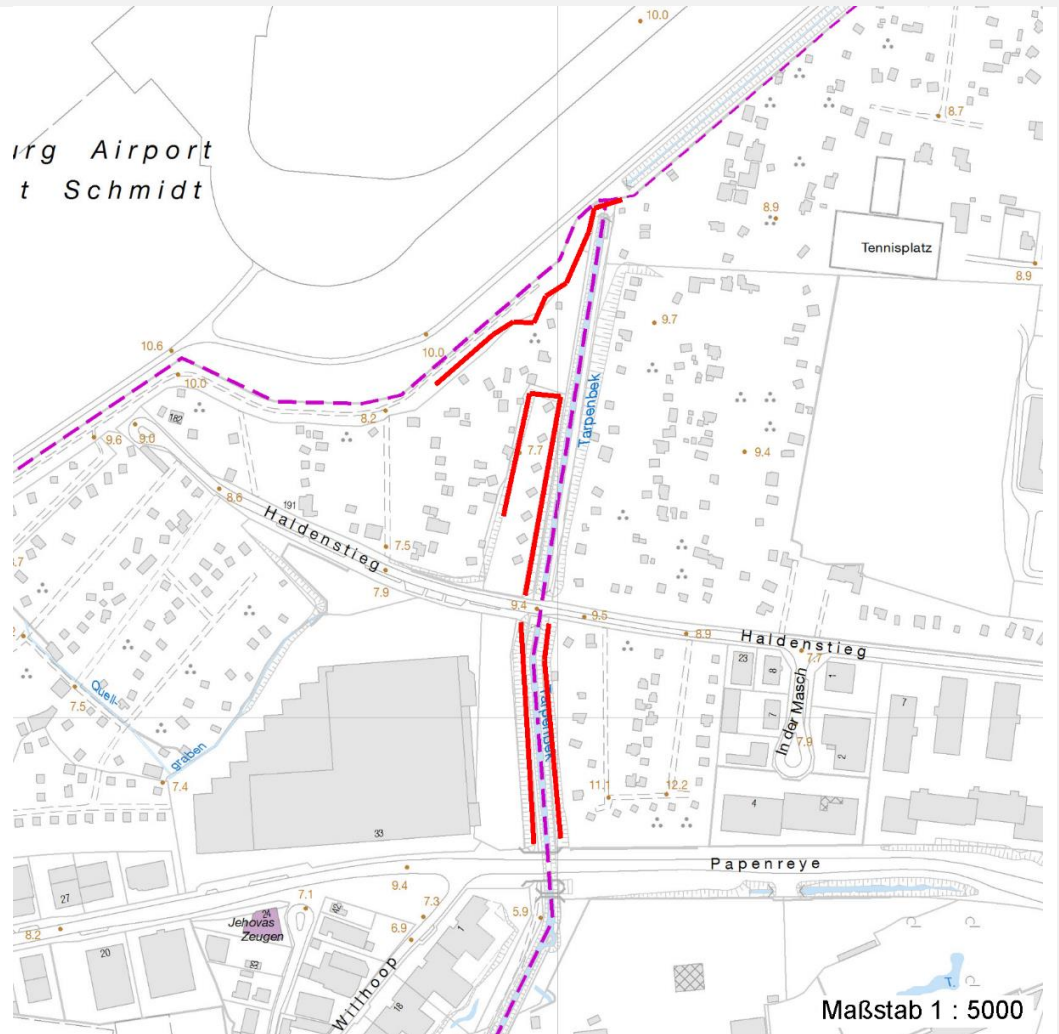 10.0
8.7
urg Airport
t Schmidt
8.9
Tennisplatz
8.9
9.7
10.6
10.0
10.0
8.2
Tarpenbek
182
9.6
9.0
7.7
9.4
8.6
191
Haldenstieg
7.5
7.9
9.4
9.5
8.9
Haldenstieg
7.7
23
8
1
7
7
In der Masch
7.9
2
Quell-
7.5
graben
7.4
Tarpenbek
11.1
12.2
4
33
Papenreye
9.4
27
7.1
7.3
5.9
24
Jehovas
Zeugen
8.2
6.9
1
20
18
Willhoop
T.
Maßstab 1 : 5000